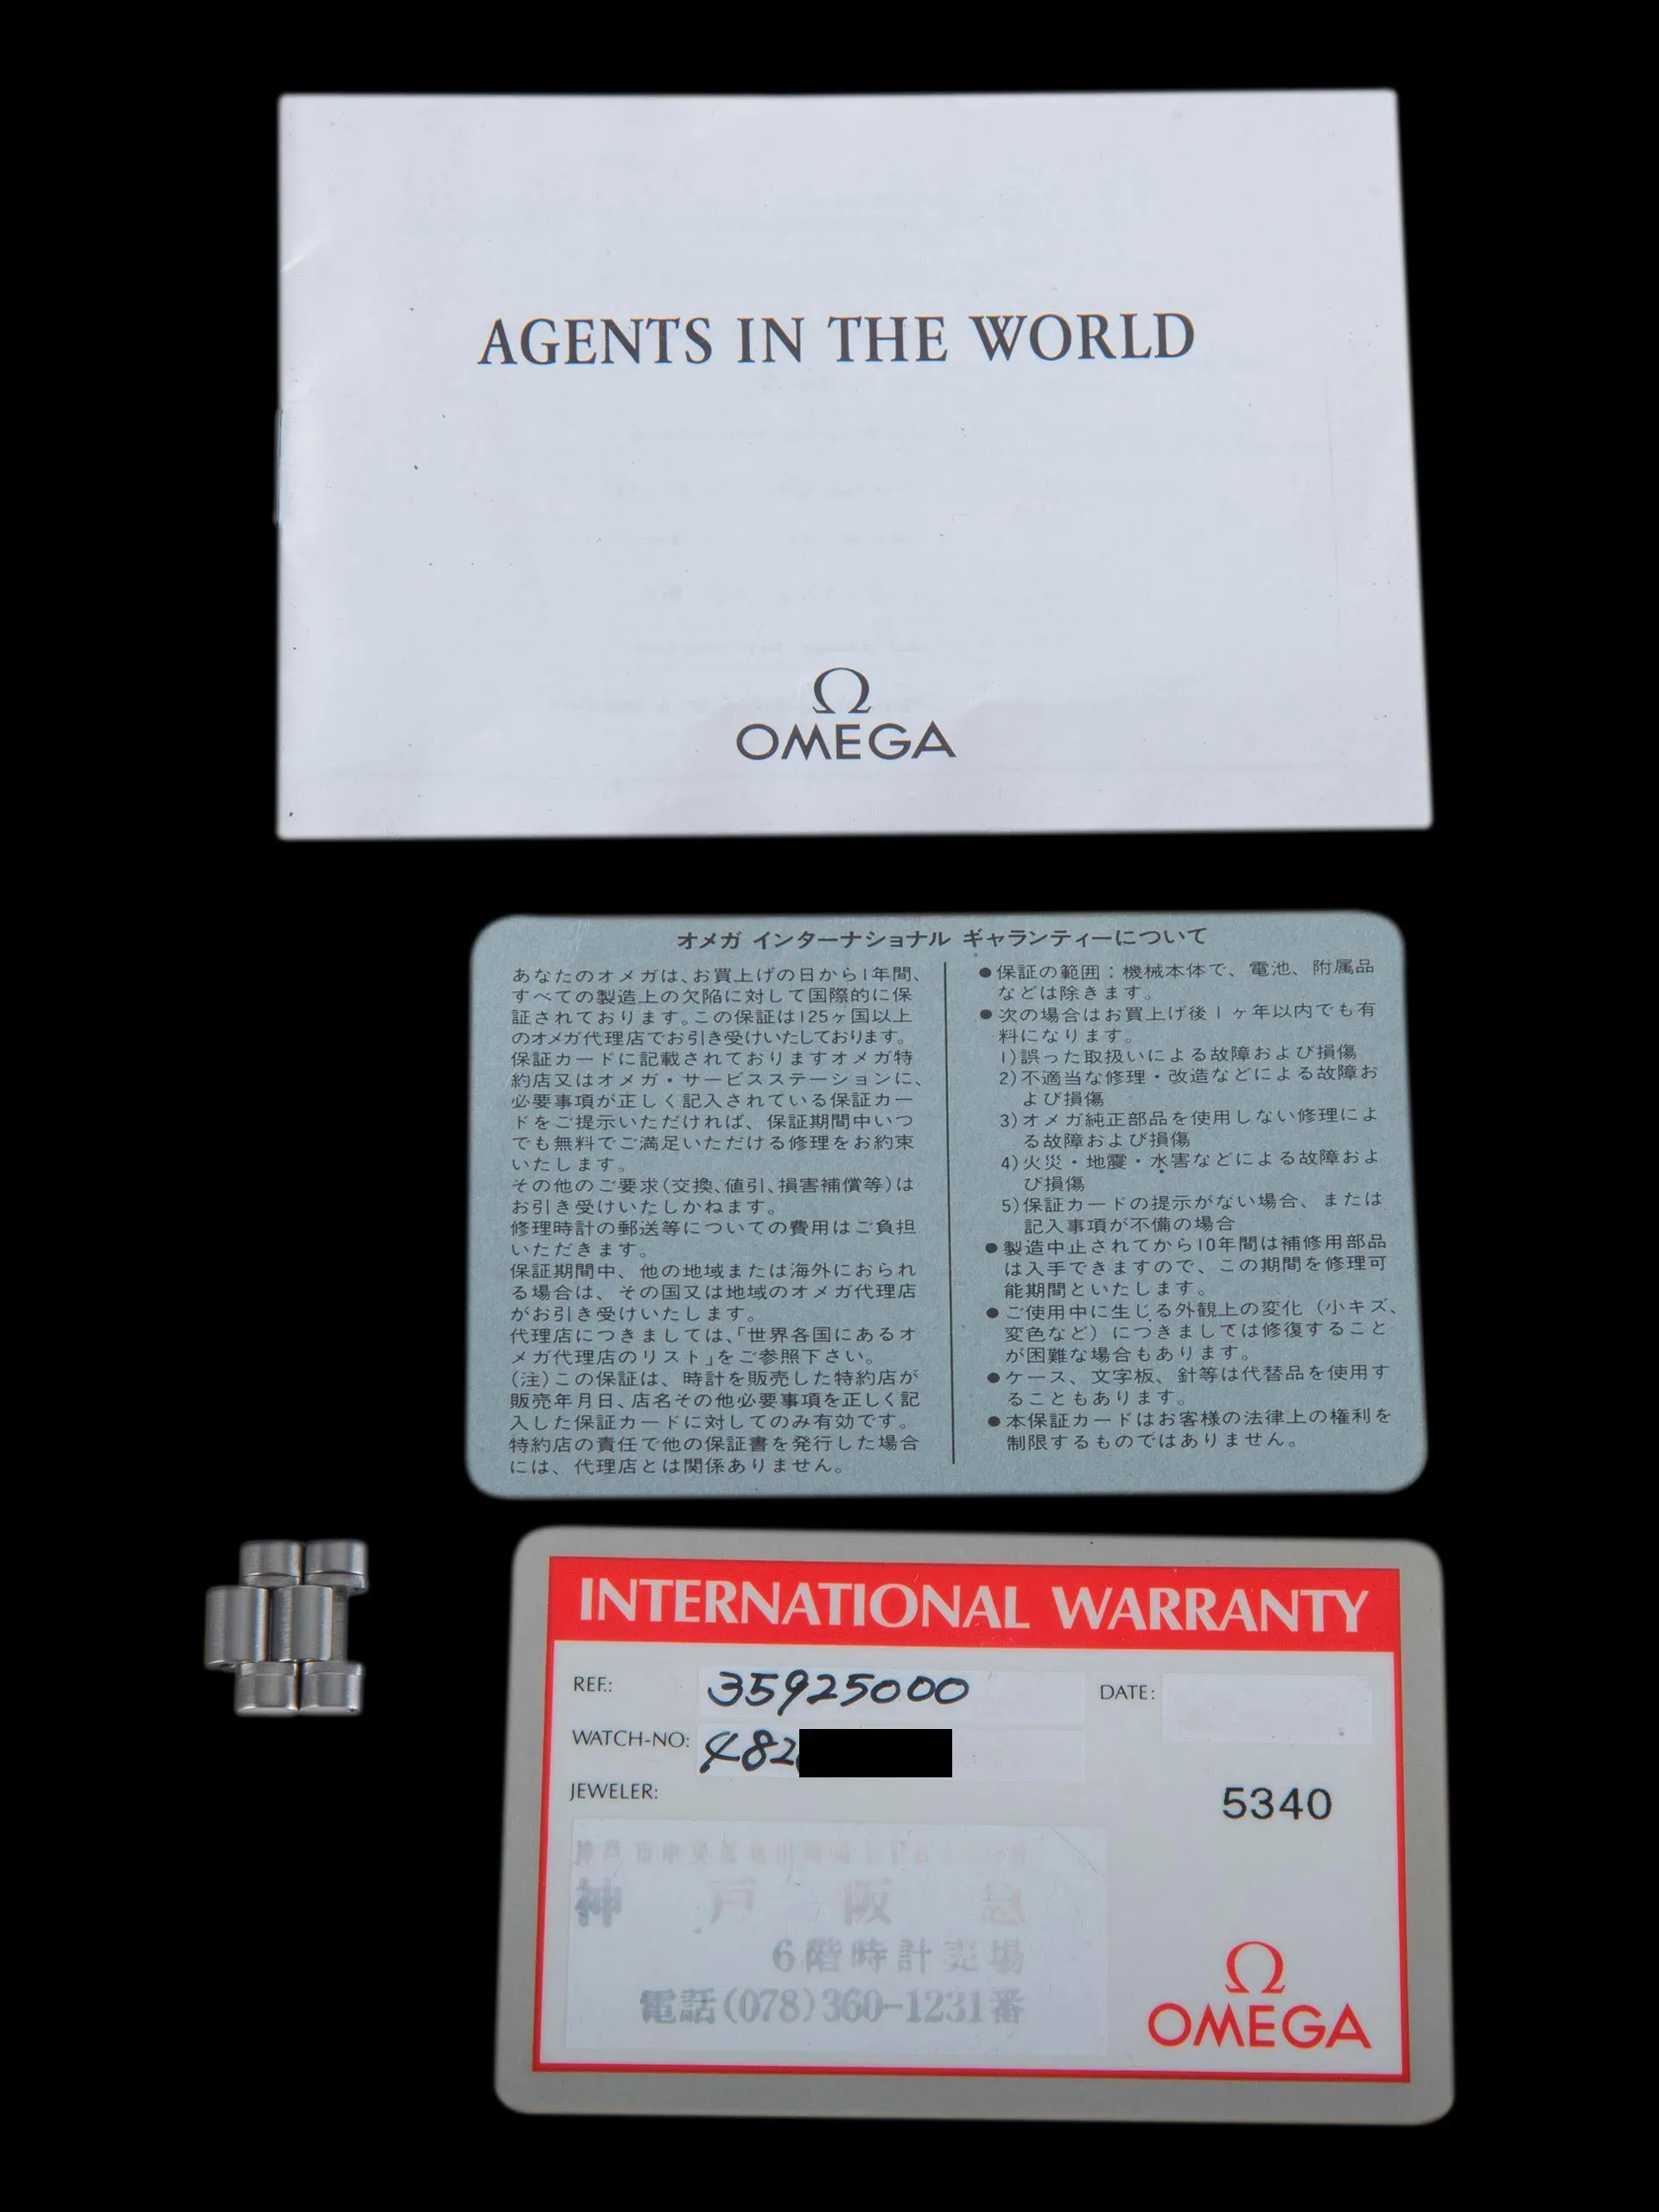 AGENTS IN THE WORLD
Ω
OMEGA
オメガ インターナショナル ギャランティーについて
あなたのオメガは、お買上げの日から1年間、
すべての製造上の欠陥に対して国際的に保
証されております。この保証は125ヶ国以上
のオメガ代理店でお引き受けいたしております。
保証カードに記載されておりますオメガ特
約店又はオメガ・サービスステーションに、
必要事項が正しく記入されている保証カー
ドをご提示いただければ、保証期間中いつ
でも無料でご満足いただける修理をお約束
いたします。
その他のご要求(交換、値引、損害補償等)は
お引き受けいたしかねます。
修理時計の郵送等についての費用はご負担
いただきます。
保証期間中、他の地域または海外におられ
る場合は、その国又は地域のオメガ代理店
がお引き受けいたします。
代理店につきましては、「世界各国にあるオ
メガ代理店のリスト」をご参照下さい。
(注)この保証は、時計を販売した特約店が
販売年月日、店名その他必要事項を正しく記
入した保証カードに対してのみ有効です。
特約店の責任で他の保証書を発行した場合
には、代理店とは関係ありません。
●保証の範囲：機械本体で、電池、附属品
などは除きます。
●次の場合はお買上げ後1ヶ年以内でも有
料になります。
1)誤った取扱いによる故障および損傷
2)不適当な修理・改造などによる故障お
よび損傷
3)オメガ純正部品を使用しない修理によ
る故障および損傷
4)火災・地震・水害などによる故障およ
び損傷
5)保証カードの提示がない場合、または
記入事項が不備の場合
●製造中止されてから10年間は補修用部品
は入手できますので、この期間を修理可
能期間といたします。
●ご使用中に生じる外観上の変化（小キズ、
変色など）につきましては修復すること
が困難な場合もあります。
●ケース、文字板、針等は代替品を使用す
ることもあります。
●本保証カードはお客様の法律上の権利を
制限するものではありません。
INTERNATIONAL WARRANTY
REF.: 35925000
DATE:
WATCH-NO: 482
JEWELER:
5340
神戸阪急
6階時計売場
電話(078)360-1231番
Ω
OMEGA